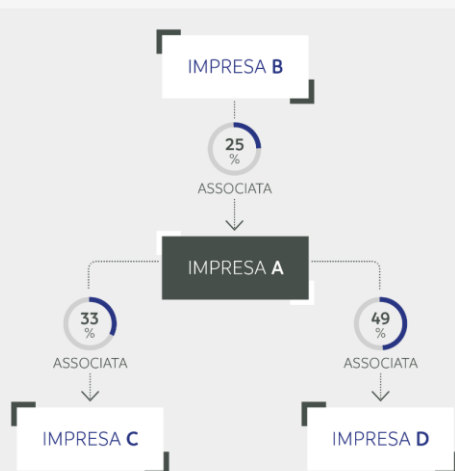 IMPRESA B
25
%
ASSOCIATA
IMPRESA A
33
%
ASSOCIATA
49
%
ASSOCIATA
IMPRESA C
IMPRESA D